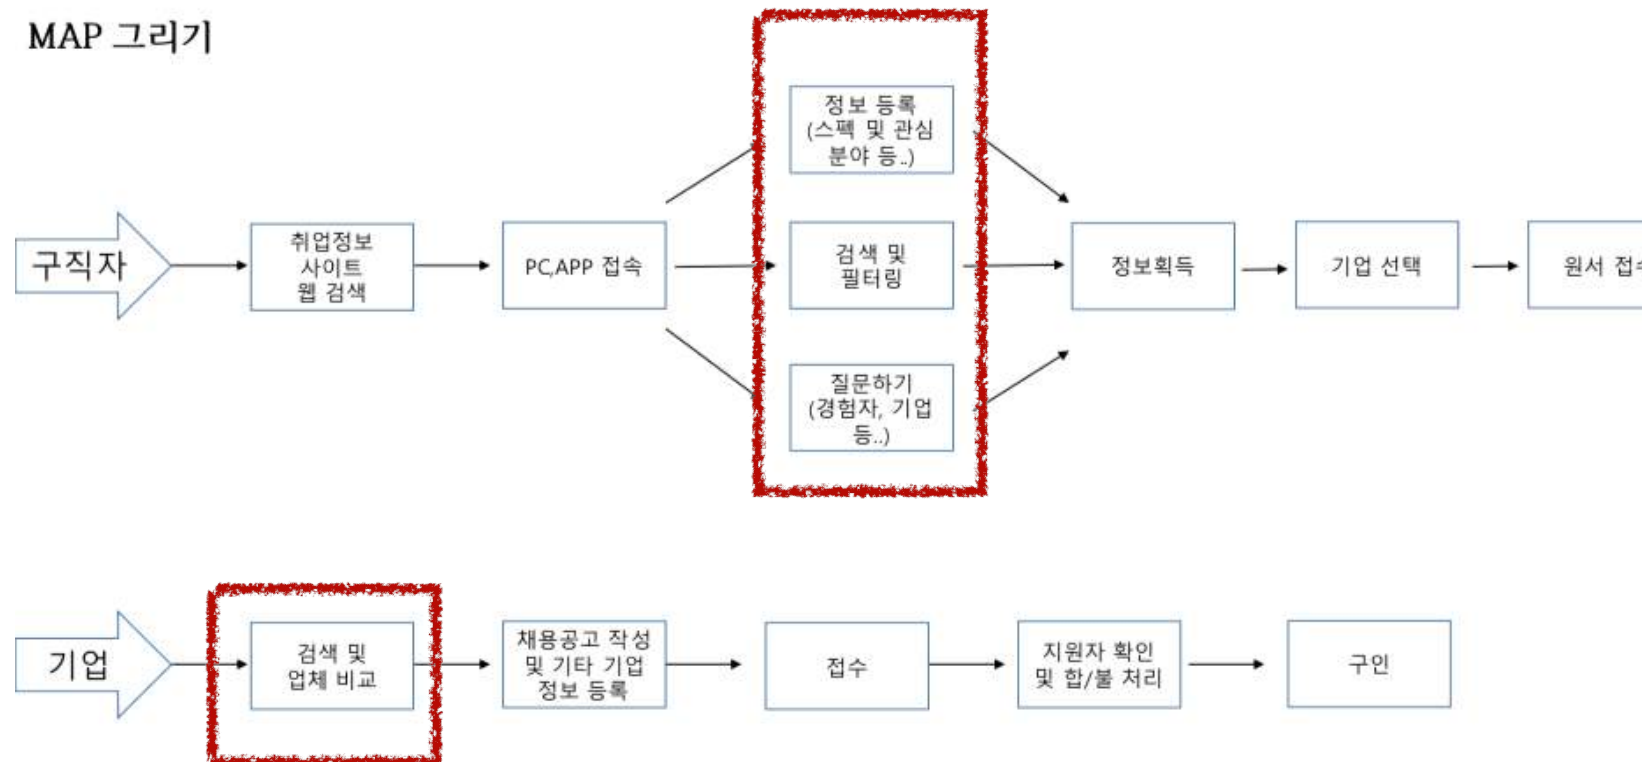 MAP 그리기
정보 등록
(스펙 및 관심
분야 등..)
구직자
취업정보
사이트
웹 검색
PC,APP 접속
검색 및
필터링
정보획득
기업 선택
원서 접수
질문하기
(경험자, 기업
등..)
기업
검색 및
업체 비교
채용공고 작성
및 기타 기업
정보 등록
접수
지원자 확인
및 합/불 처리
구인